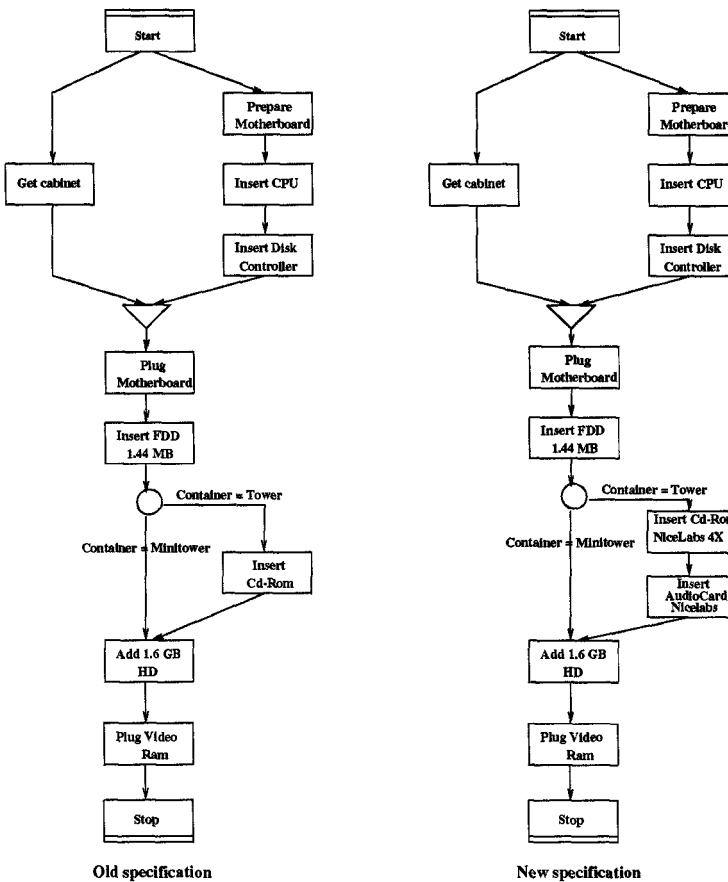 Start
Prepare
Motherboard
Get cabinet
Insert CPU
Insert Disk
Controller
Plug
Motherboard
Insert FDD
1.44 MB
Container = Tower
Container = Minitower
Insert
Cd-Rom
Add 1.6 GB
HD
Plug Video
Ram
Stop
Old specification
Start
Prepare
Motherboar
Get cabinet
Insert CPU
Insert Disk
Controller
Plug
Motherboard
Insert FDD
1.44 MB
Container = Tower
Insert Cd-Ro
NiceLabs 4X
Container = Minitower
Insert
AudioCard
Nicelabs
Add 1.6 GB
HD
Plug Video
Ram
Stop
New specification